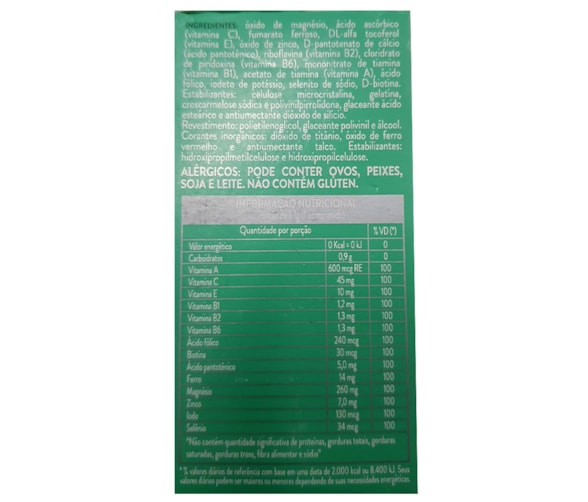 INGREDIENTES: óxido de magnésio, ácido ascórbico
(vitamina C), fumarato ferroso, DL-alfa tocoferol
(vitamina E), óxido de zinco, D-pantotenato de cálcio
(ácido pantotênico), riboflavina (vitamina B2), cloridrato
de piridoxina (vitamina B6), mononitrato de tiamina
(vitamina B1), acetato de tiamina (vitamina A), ácido
fólico, iodeto de potássio, selenito de sódio, D-biotina.
Estabilizantes: celulose microcristalina, gelatina,
croscarmelose sódica e polivinilpirrolidona, glaceante ácido
esteárico e antiumectante dióxido de silício.
Revestimento: polietilenoglicol, glaceante polivinil e álcool.
Corantes inorgânicos: dióxido de titânio, óxido de ferro
vermelho e antiumectante talco. Estabilizantes:
hidroxipropilmetilcelulose e hidroxipropilcelulose.
ALÉRGICOS: PODE CONTER OVOS, PEIXES,
SOJA E LEITE. NÃO CONTÉM GLÚTEN.
INFORMAÇÃO NUTRICIONAL
Quantidade por porção %VD (*)
Valor energético 0 Kcal = 0 kJ 0
Carboidratos 0,9 g 0
Vitamina A 600 mcg RE 100
Vitamina C 45 mg 100
Vitamina E 10 mg 100
Vitamina B1 1,2 mg 100
Vitamina B2 1,3 mg 100
Vitamina B6 1,3 mg 100
Ácido fólico 240 mcg 100
Biotina 30 mcg 100
Ácido pantotênico 5,0 mg 100
Ferro 14 mg 100
Magnésio 260 mg 100
Zinco 7,0 mg 100
Iodo 130 mcg 100
Selênio 34 mcg 100
"Não contém quantidade significativa de proteínas, gorduras totais, gorduras
saturadas, gorduras trans, fibra alimentar e sódio"
*% valores diários de referência com base em uma dieta de 2.000 kcal ou 8.400 kJ. Seus
valores diários podem ser maiores ou menores dependendo de suas necessidades energéticas.